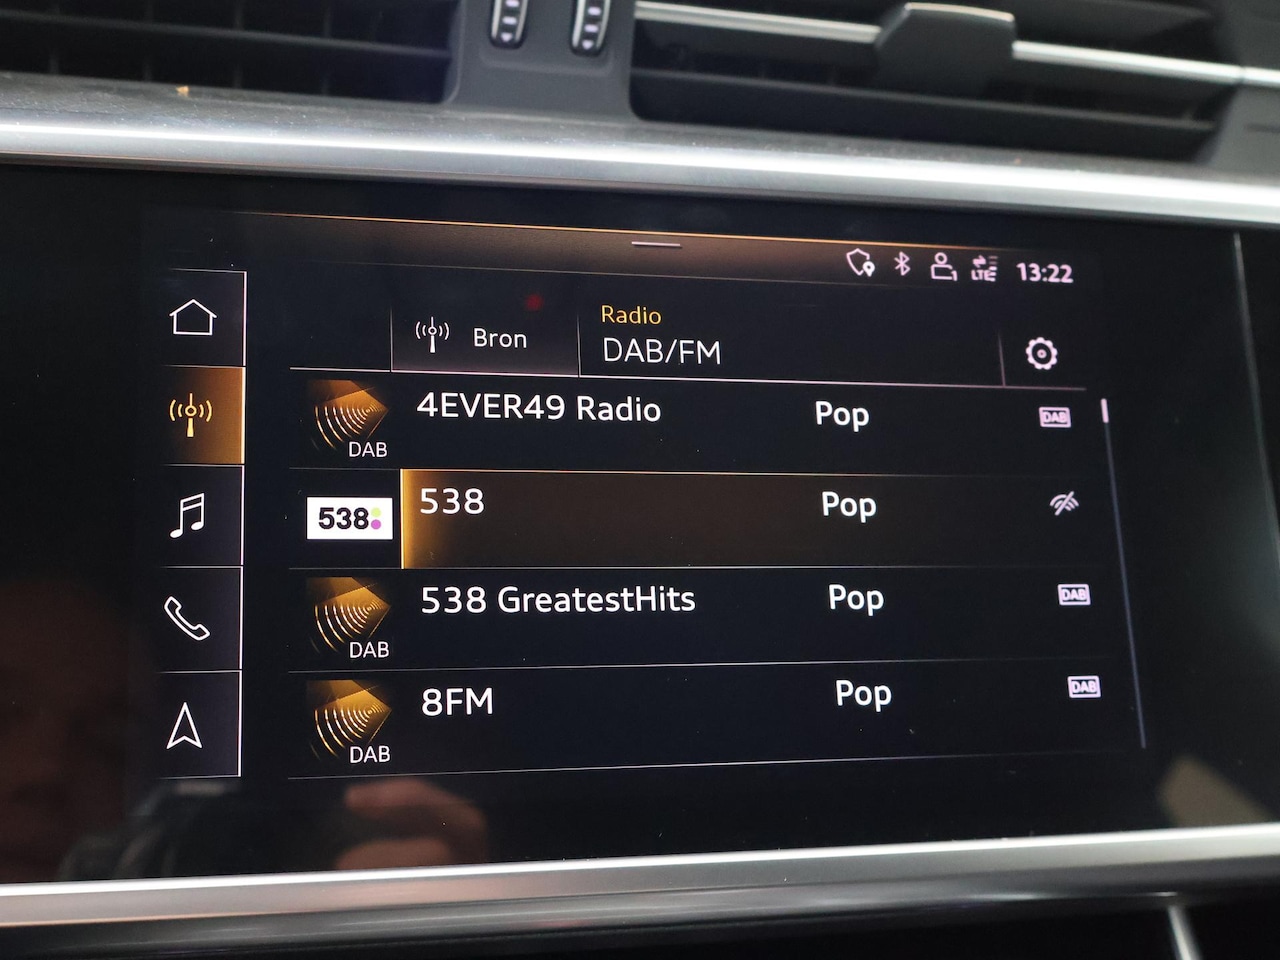 LTE 13:22
Bron
Radio
DAB/FM
DAB 4EVER49 Radio Pop DAB
538 538 Pop
DAB 538 GreatestHits Pop DAB
DAB 8FM Pop DAB